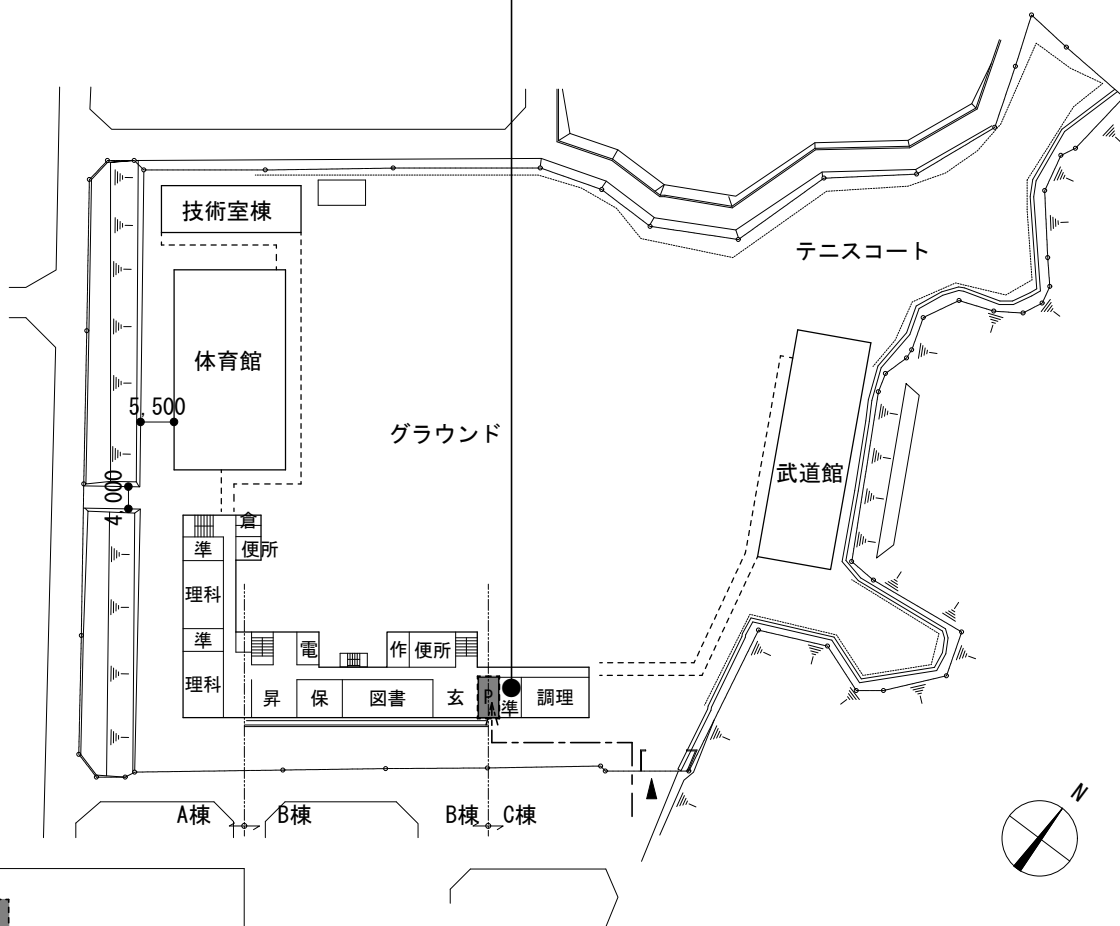 技術室棟
テニスコート
体育館
5,500
グラウンド
武道館
4,000
倉
準
便所
理科
準
電
作
便所
理科
昇
保
図書
玄
P
準
調理
A棟
B棟
B棟
C棟
N